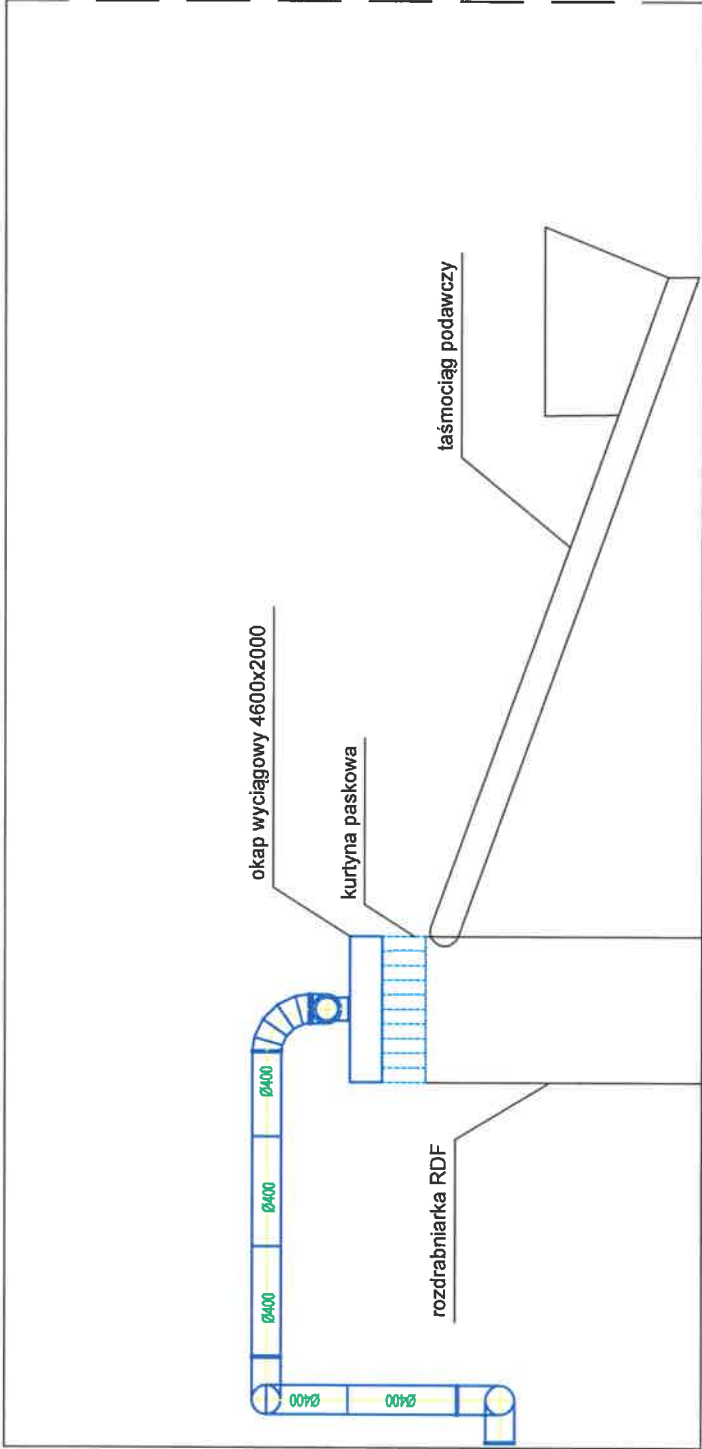 okap wyciągowy 4600x2000
kurtyna paskowa
taśmociąg podawczy
rozdrabniarka RDF
Ø400
Ø400
Ø400
Ø400
Ø400